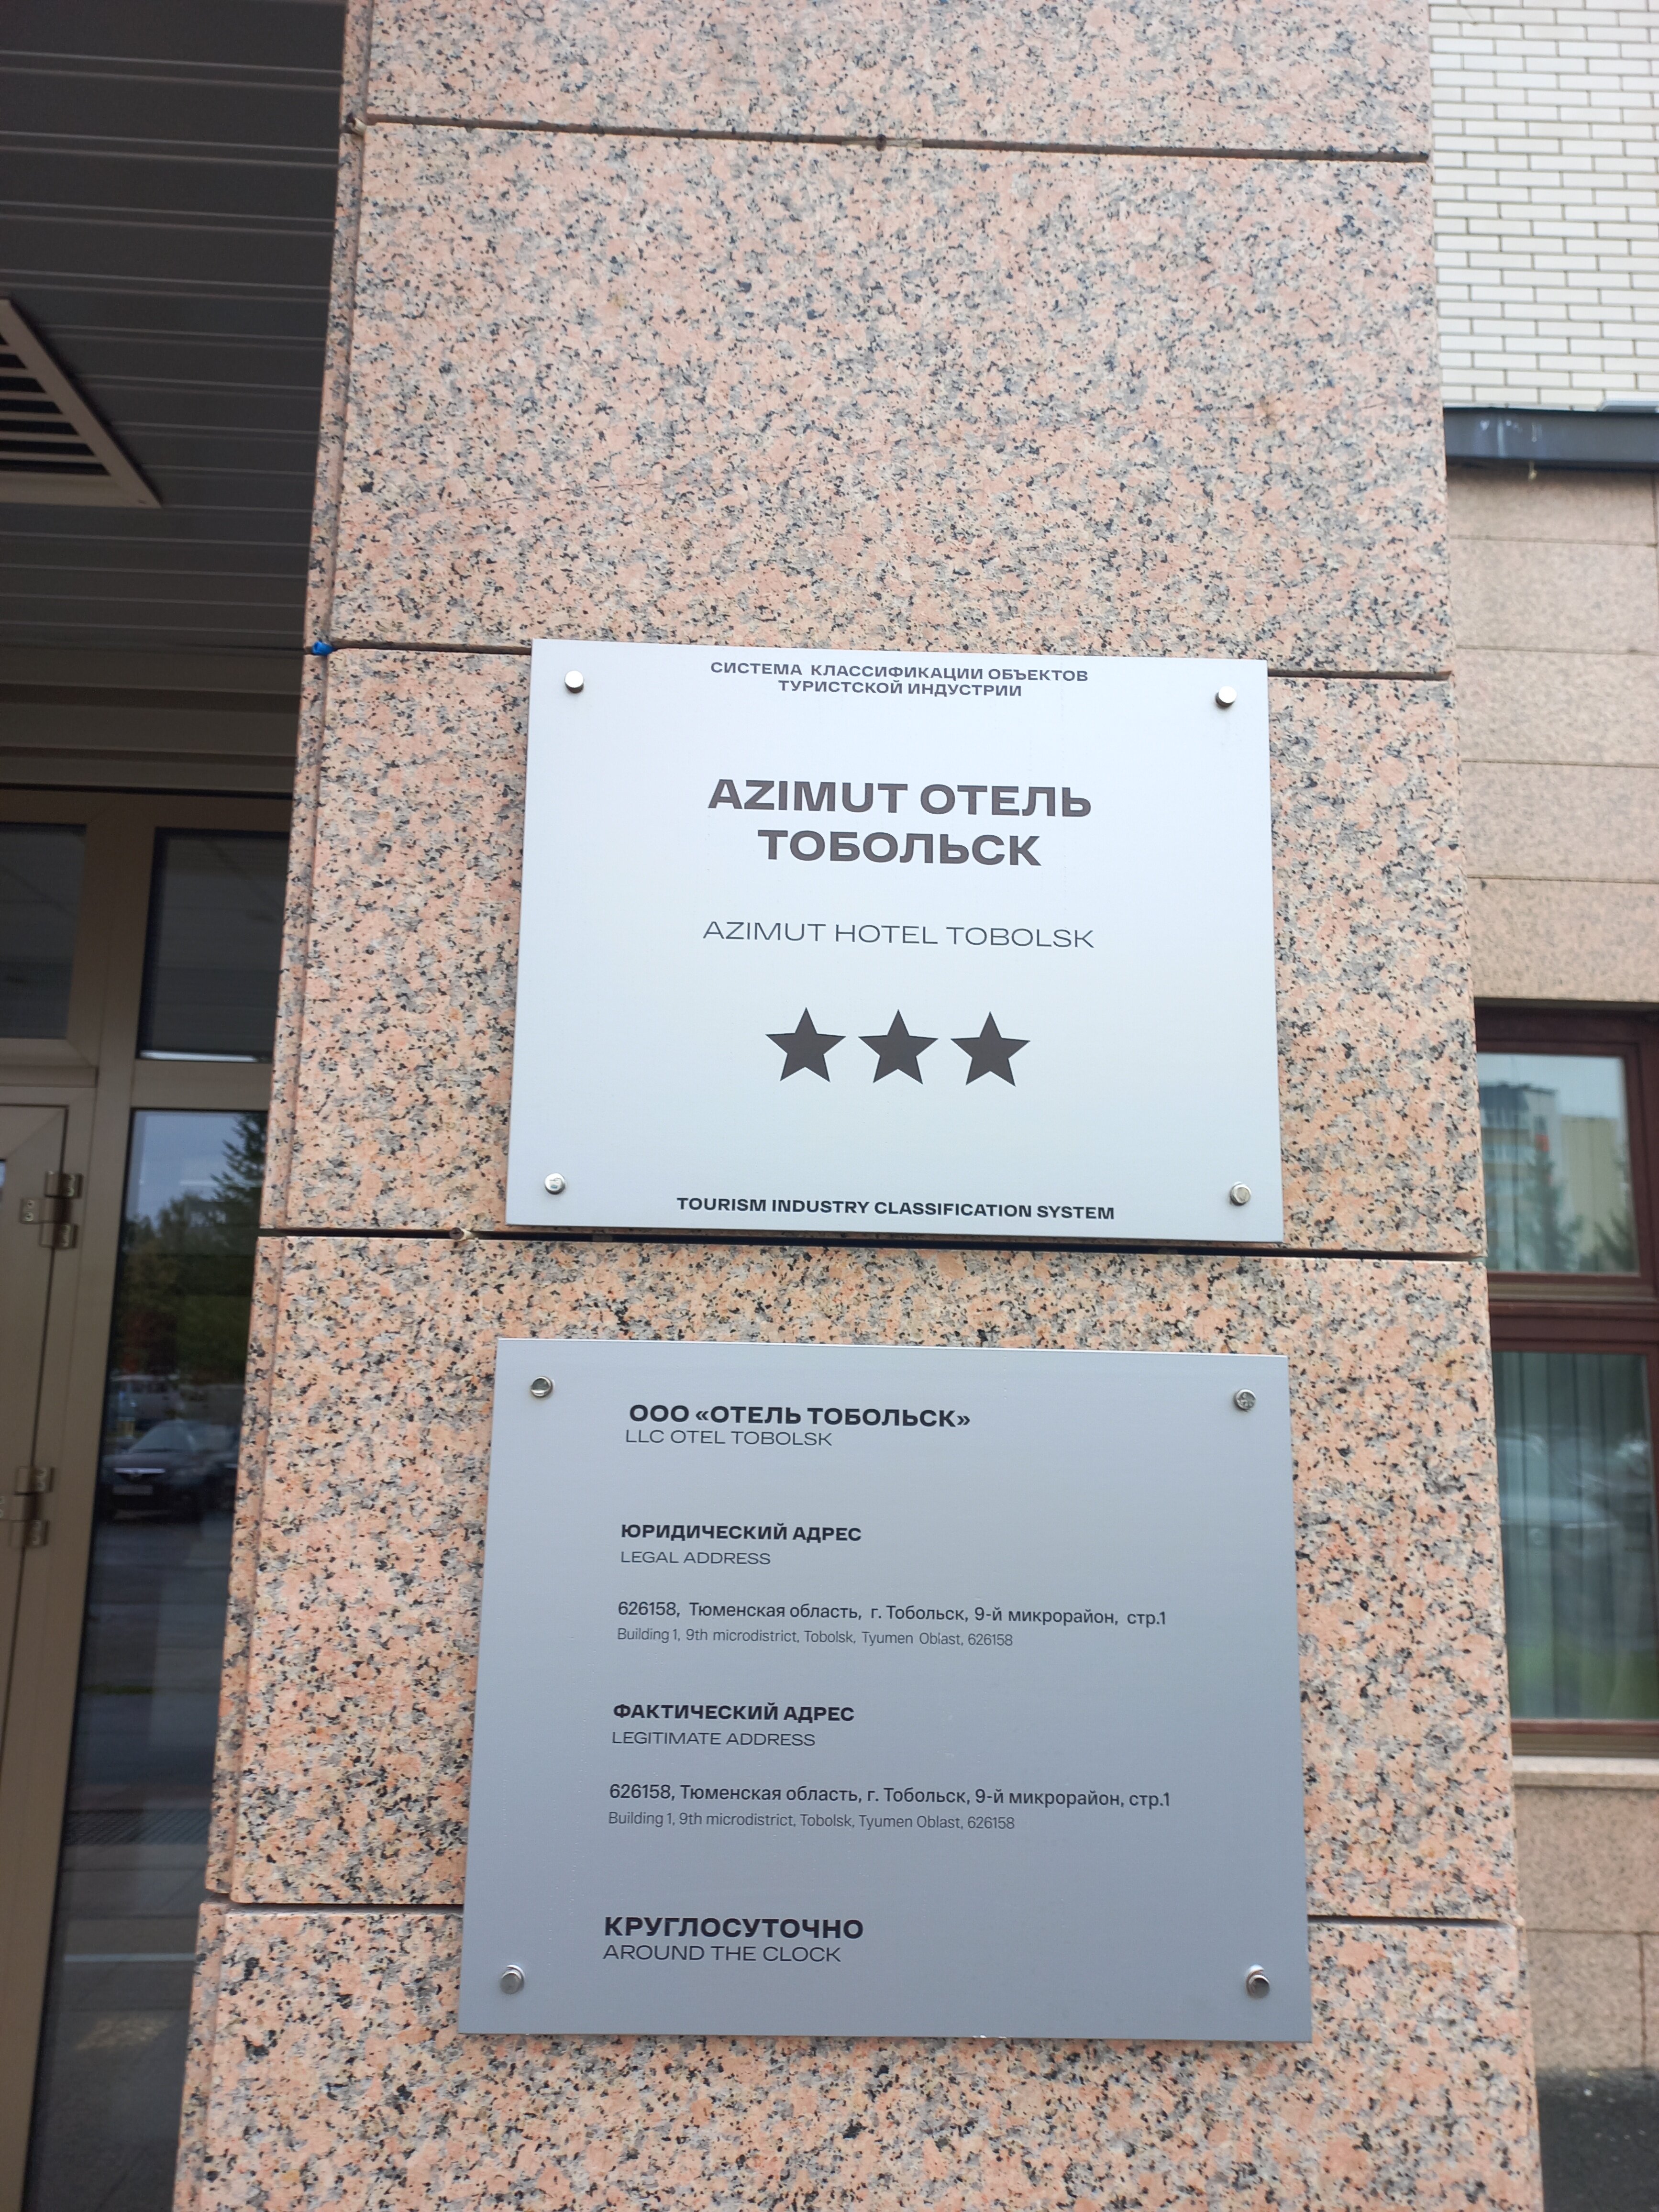 СИСТЕМА КЛАССИФИКАЦИИ ОБЪЕКТОВ
ТУРИСТСКОЙ ИНДУСТРИИ
AZIMUT ОТЕЛЬ
ТОБОЛЬСК
AZIMUT HOTEL TOBOLSK
TOURISM INDUSTRY CLASSIFICATION SYSTEM
ООО «ОТЕЛЬ ТОБОЛЬСК»
LLC OTEL TOBOLSK
ЮРИДИЧЕСКИЙ АДРЕС
LEGAL ADDRESS
626158, Тюменская область, г. Тобольск, 9-й микрорайон, стр.1
Building 1, 9th microdistrict, Tobolsk, Tyumen Oblast, 626158
ФАКТИЧЕСКИЙ АДРЕС
LEGITIMATE ADDRESS
626158, Тюменская область, г. Тобольск, 9-й микрорайон, стр.1
Building 1, 9th microdistrict, Tobolsk, Tyumen Oblast, 626158
КРУГЛОСУТОЧНО
AROUND THE CLOCK